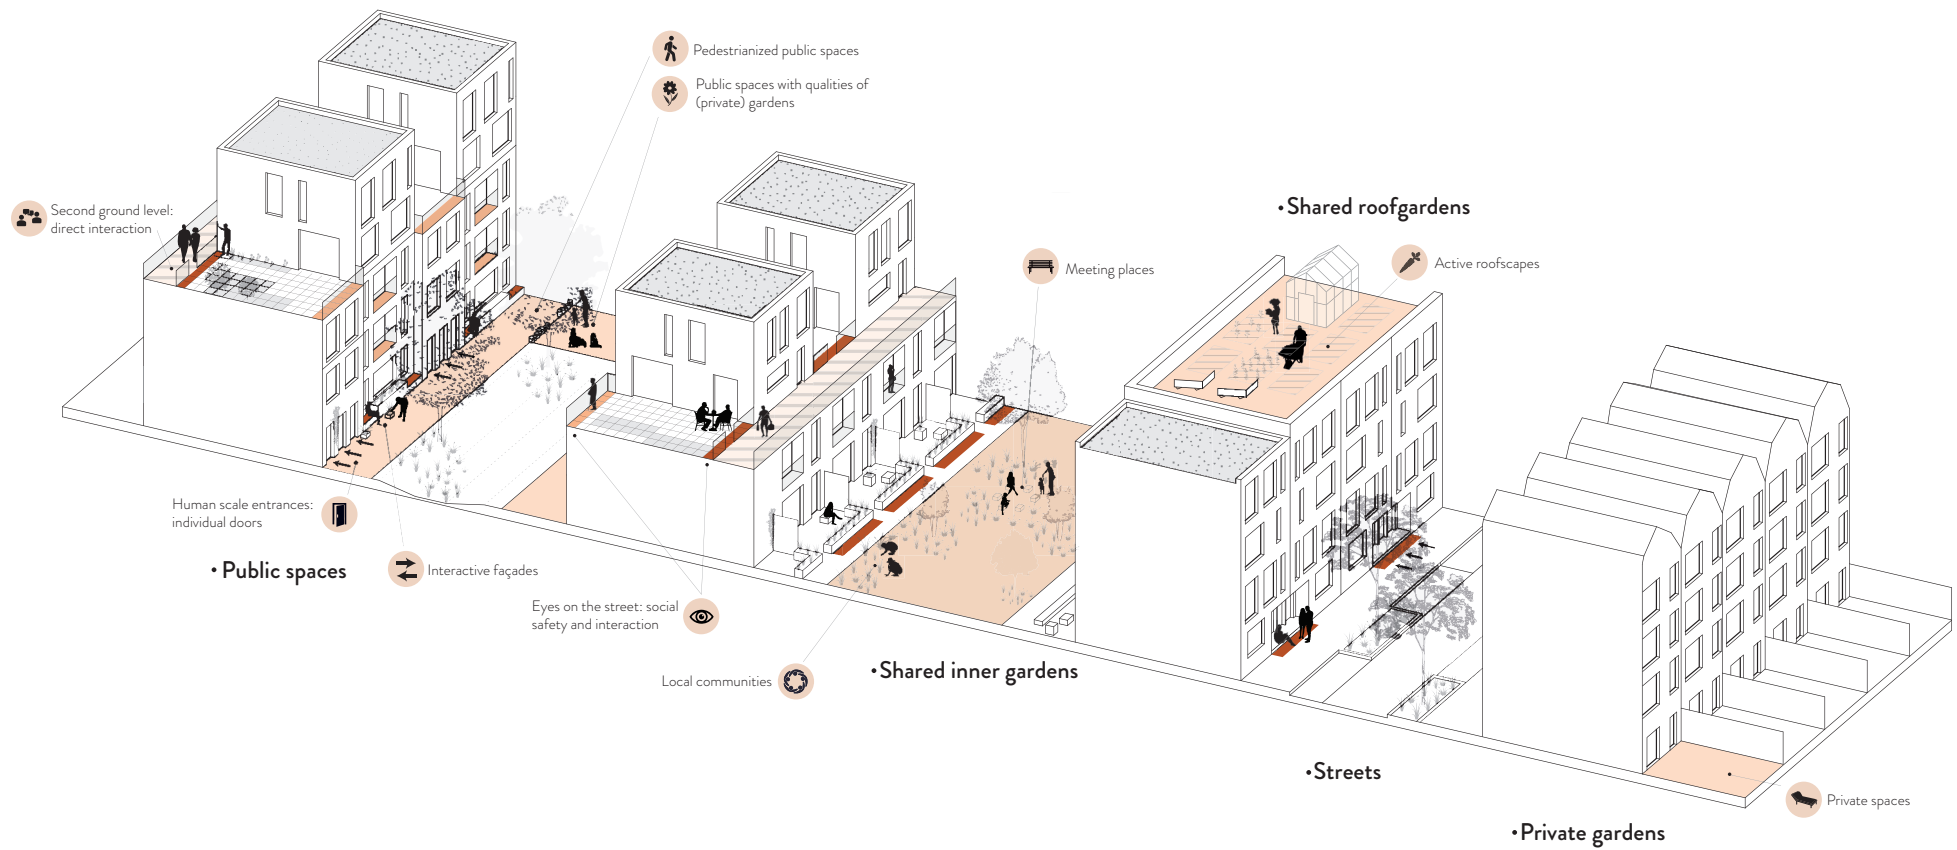 Pedestrianized public spaces
Public spaces with qualities of
(private) gardens
Second ground level:
direct interaction
•Shared roofgardens
Meeting places
Active roofscapes
Human scale entrances:
individual doors
•Public spaces
Interactive façades
Eyes on the street: social
safety and interaction
Local communities
•Shared inner gardens
•Streets
Private spaces
•Private gardens